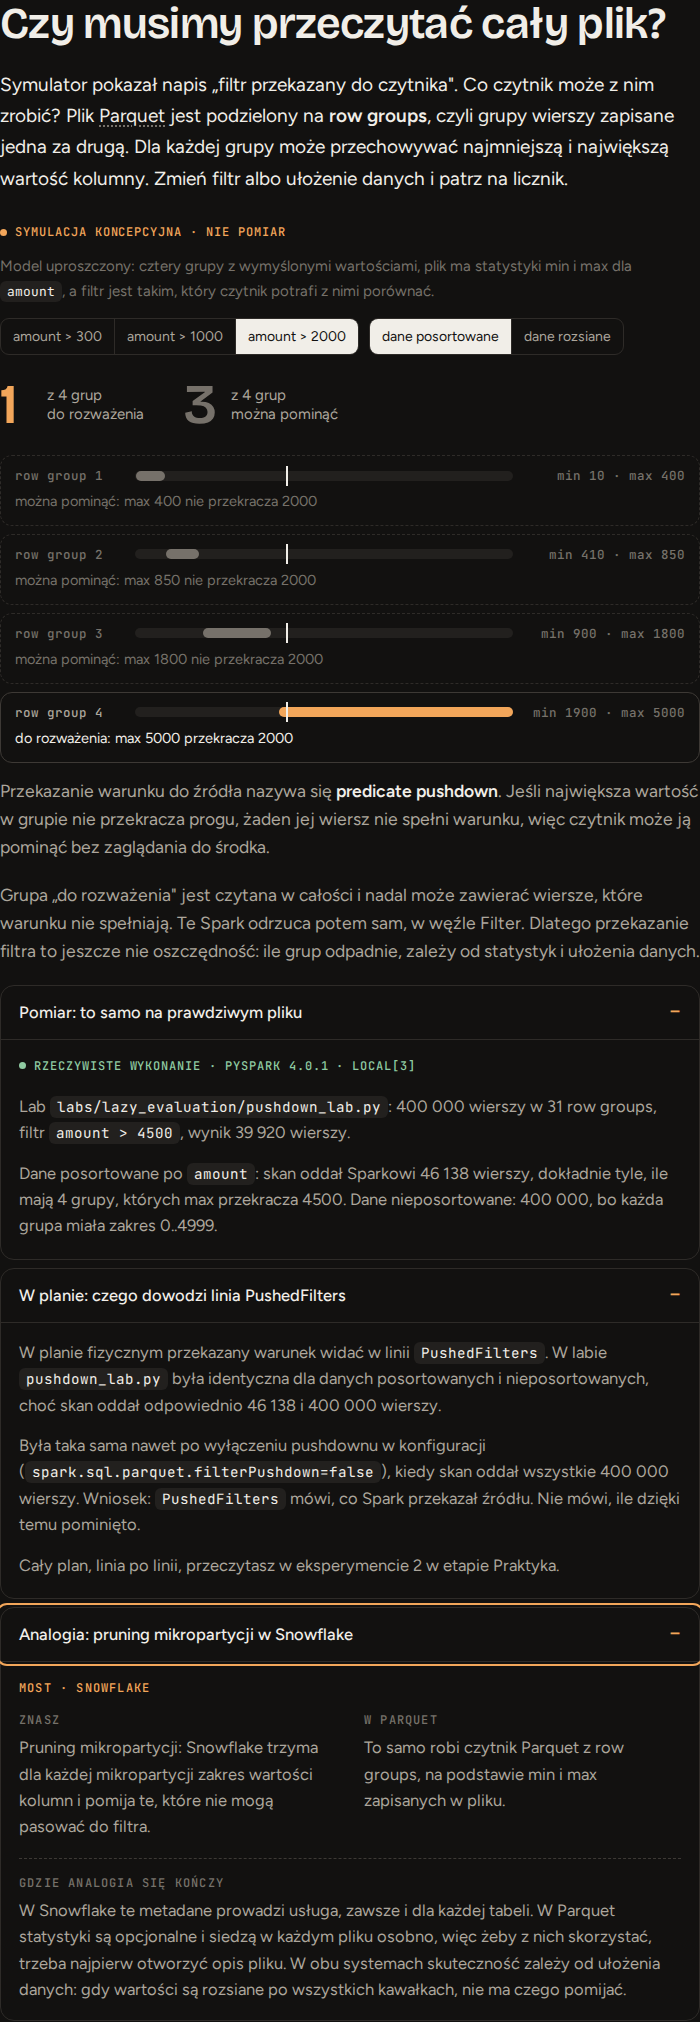 Czy musimy przeczytać cały plik?
Symulator pokazał napis „filtr przekazany do czytnika". Co czytnik może z nim
zrobić? Plik Parquet jest podzielony na row groups, czyli grupy wierszy zapisane
jedna za drugą. Dla każdej grupy może przechowywać najmniejszą i największą
wartość kolumny. Zmień filtr albo ułożenie danych i patrz na licznik.
SYMULACJA KONCEPCYJNA · NIE POMIAR
Model uproszczony: cztery grupy z wymyślonymi wartościami, plik ma statystyki min i max dla
amount, a filtr jest takim, który czytnik potrafi z nimi porównać.
amount > 300 amount > 1000 amount > 2000 dane posortowane dane rozsiane
1 z 4 grup do rozważenia 3 z 4 grup można pominąć
row group 1 min 10 · max 400
można pominąć: max 400 nie przekracza 2000
row group 2 min 410 · max 850
można pominąć: max 850 nie przekracza 2000
row group 3 min 900 · max 1800
można pominąć: max 1800 nie przekracza 2000
row group 4 min 1900 · max 5000
do rozważenia: max 5000 przekracza 2000
Przekazanie warunku do źródła nazywa się predicate pushdown. Jeśli największa wartość
w grupie nie przekracza progu, żaden jej wiersz nie spełni warunku, więc czytnik może ją
pominąć bez zaglądania do środka.
Grupa „do rozważenia" jest czytana w całości i nadal może zawierać wiersze, które
warunku nie spełniają. Te Spark odrzuca potem sam, w węźle Filter. Dlatego przekazanie
filtra to jeszcze nie oszczędność: ile grup odpadnie, zależy od statystyk i ułożenia danych.
Pomiar: to samo na prawdziwym pliku −
RZECZYWISTE WYKONANIE · PYSPARK 4.0.1 · LOCAL[3]
Lab labs/lazy_evaluation/pushdown_lab.py: 400 000 wierszy w 31 row groups,
filtr amount > 4500, wynik 39 920 wierszy.
Dane posortowane po amount: skan oddał Sparkowi 46 138 wierszy, dokładnie tyle, ile
mają 4 grupy, których max przekracza 4500. Dane nieposortowane: 400 000, bo każda
grupa miała zakres 0..4999.
W planie: czego dowodzi linia PushedFilters −
W planie fizycznym przekazany warunek widać w linii PushedFilters. W labie
pushdown_lab.py była identyczna dla danych posortowanych i nieposortowanych,
choć skan oddał odpowiednio 46 138 i 400 000 wierszy.
Była taka sama nawet po wyłączeniu pushdownu w konfiguracji
(spark.sql.parquet.filterPushdown=false), kiedy skan oddał wszystkie 400 000
wierszy. Wniosek: PushedFilters mówi, co Spark przekazał źródłu. Nie mówi, ile dzięki
temu pominięto.
Cały plan, linia po linii, przeczytasz w eksperymencie 2 w etapie Praktyka.
Analogia: pruning mikropartycji w Snowflake −
MOST · SNOWFLAKE
ZNASZ
Pruning mikropartycji: Snowflake trzyma
dla każdej mikropartycji zakres wartości
kolumn i pomija te, które nie mogą
pasować do filtra.
W PARQUET
To samo robi czytnik Parquet z row
groups, na podstawie min i max
zapisanych w pliku.
GDZIE ANALOGIA SIĘ KOŃCZY
W Snowflake te metadane prowadzi usługa, zawsze i dla każdej tabeli. W Parquet
statystyki są opcjonalne i siedzą w każdym pliku osobno, więc żeby z nich skorzystać,
trzeba najpierw otworzyć opis pliku. W obu systemach skuteczność zależy od ułożenia
danych: gdy wartości są rozsiane po wszystkich kawałkach, nie ma czego pomijać.